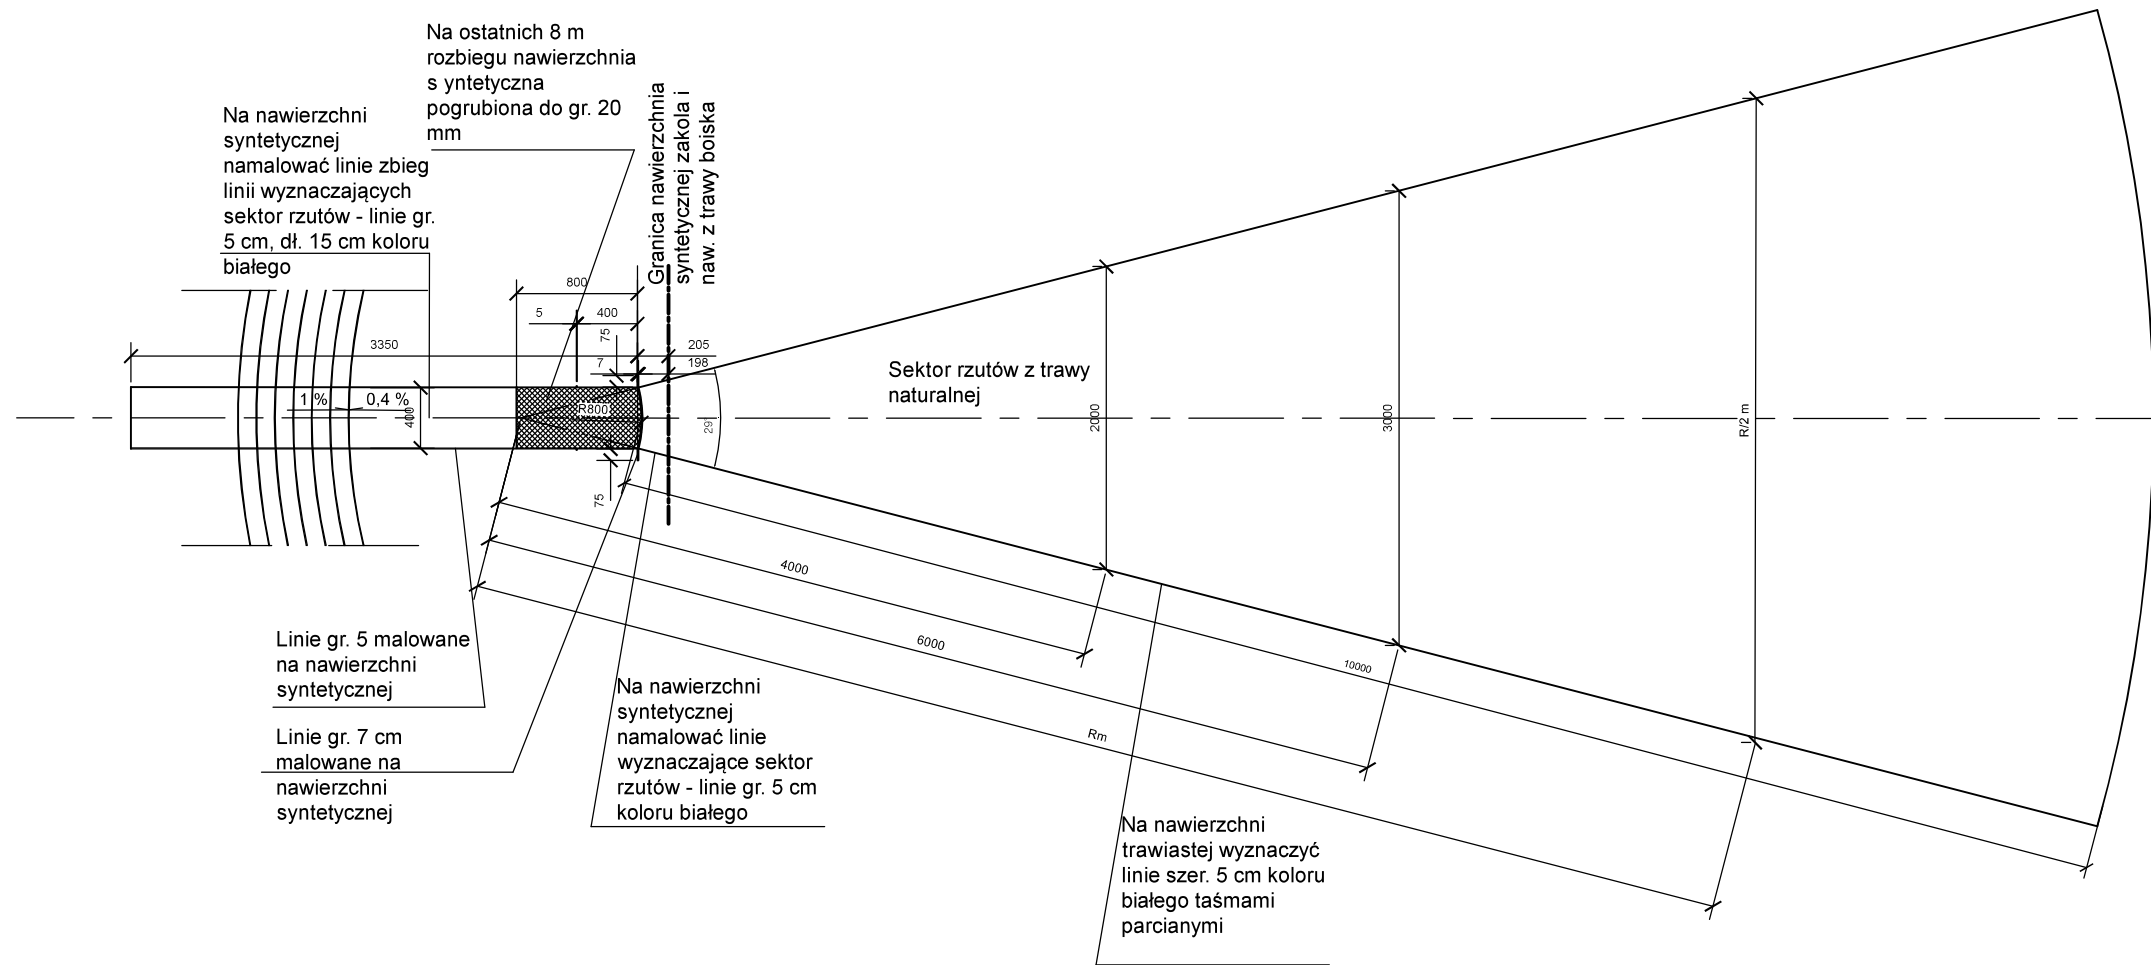 Na ostatnich 8 m
rozbiegu nawierzchnia
s yntetyczna
pogrubiona do gr. 20
mm
Na nawierzchni
syntetycznej
namalować linie zbieg
linii wyznaczających
sektor rzutów - linie gr.
5 cm, dł. 15 cm koloru
białego
Granica nawierzchnia
syntetycznej zakola i
naw. z trawy boiska
800
5
400
75
3350
205
7
198
1 %
0,4 %
400
R800
29°
75
Sektor rzutów z trawy
naturalnej
2000
3000
R/2 m
4000
6000
10000
Rm
Linie gr. 5 malowane
na nawierzchni
syntetycznej
Linie gr. 7 cm
malowane na
nawierzchni
syntetycznej
Na nawierzchni
syntetycznej
namalować linie
wyznaczające sektor
rzutów - linie gr. 5 cm
koloru białego
Na nawierzchni
trawiastej wyznaczyć
linie szer. 5 cm koloru
białego taśmami
parcianymi